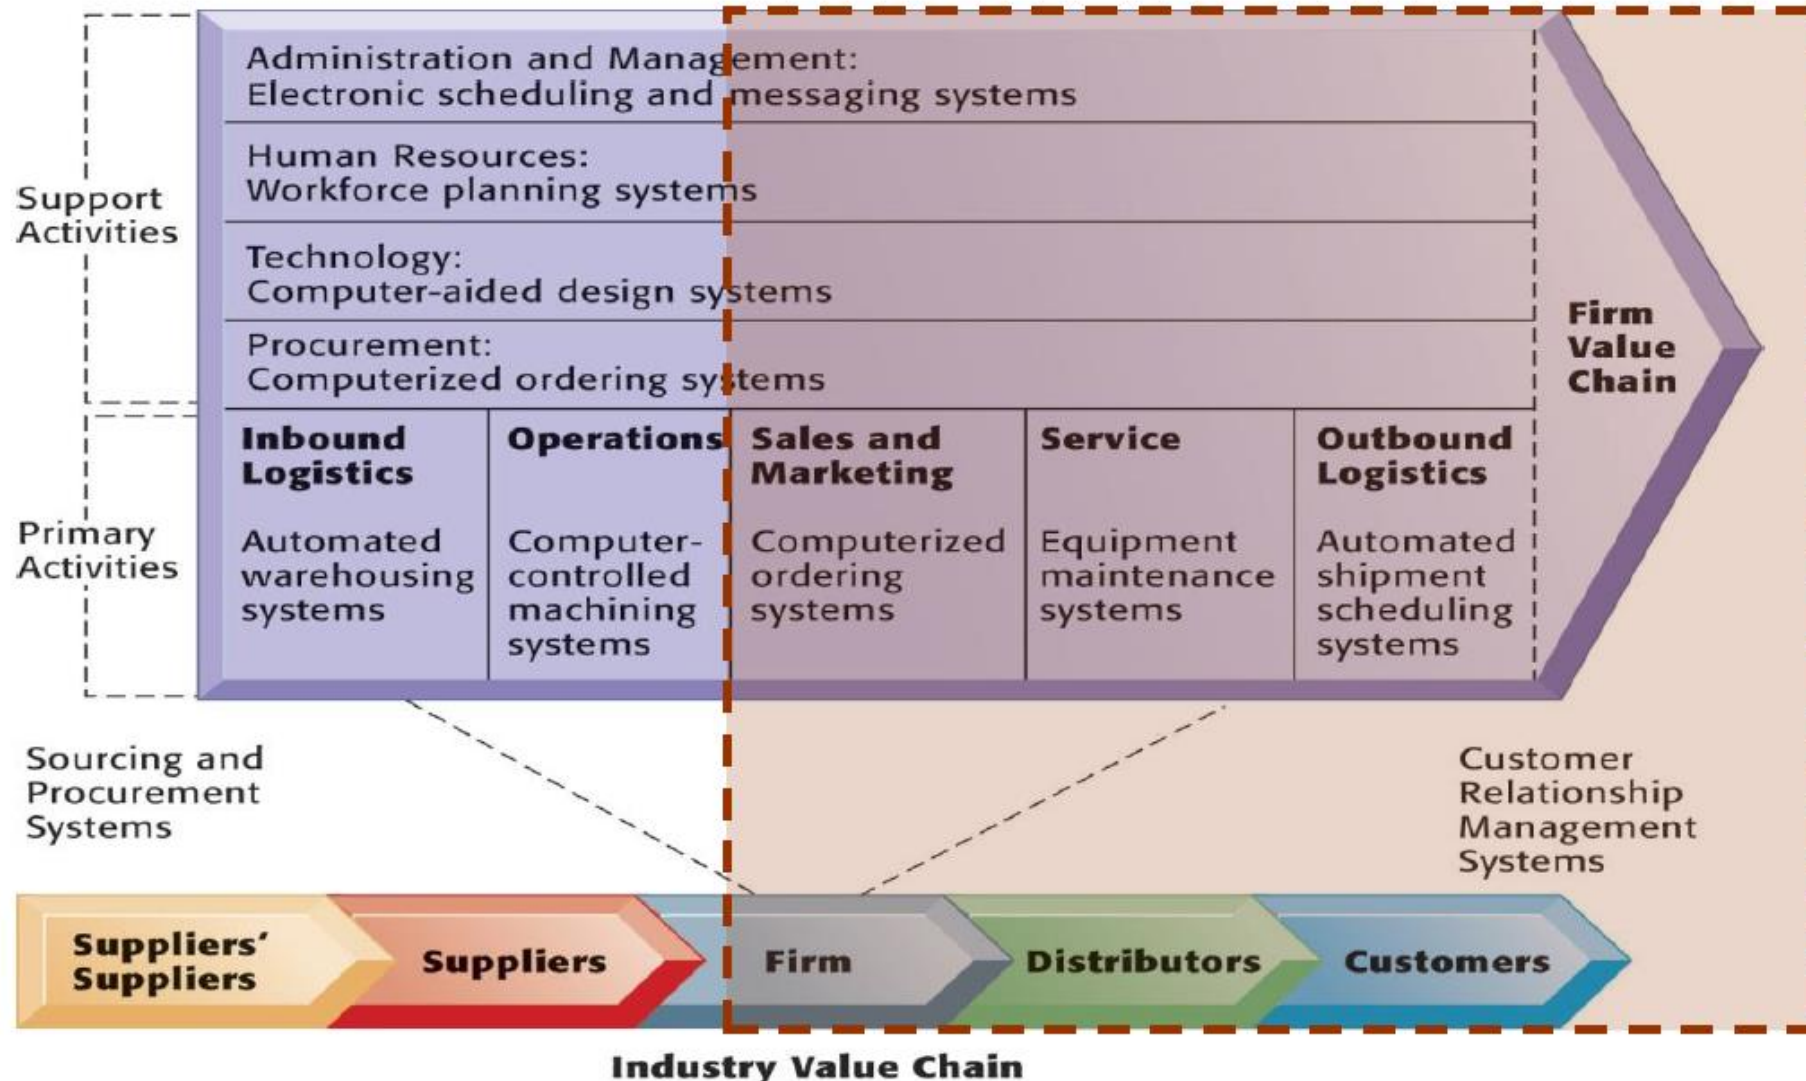 Administration and Management:
Electronic scheduling and messaging systems
Human Resources:
Workforce planning systems
Support
Activities
Technology:
Computer-aided design systems
Firm
Value
Chain
Procurement:
Computerized ordering systems
Primary
Activities
Inbound
Logistics
Automated
warehousing
systems
Operations
Computer-
controlled
machining
systems
Sales and
Marketing
Computerized
ordering
systems
Service
Equipment
maintenance
systems
Outbound
Logistics
Automated
shipment
scheduling
systems
Sourcing and
Procurement
Systems
Customer
Relationship
Management
Systems
Suppliers’
Suppliers
Suppliers
Firm
Distributors
Customers
Industry Value Chain